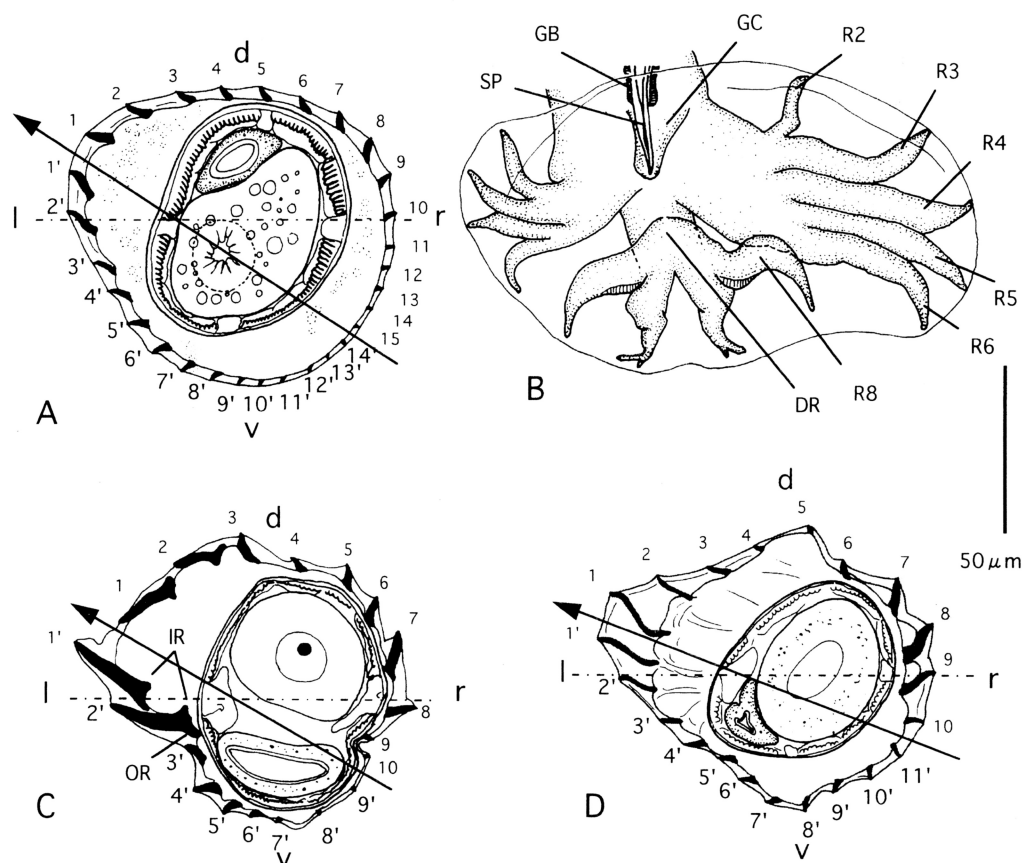 d
1
2
3
4
5
6
7
8
9
10
11
12
13
14
15
1'
2'
3'
4'
5'
6'
7'
8'
9'
10'
11'
12'
13'
14'
l
r
v
A
GB
GC
SP
R2
R3
R4
R5
R6
R8
DR
B
50 μm
d
1
2
3
4
5
6
7
8
9
10
1'
2'
3'
4'
5'
6'
7'
8'
9'
IR
OR
l
r
v
C
d
1
2
3
4
5
6
7
8
9
10
1'
2'
3'
4'
5'
6'
7'
8'
9'
10'
11'
l
r
v
D